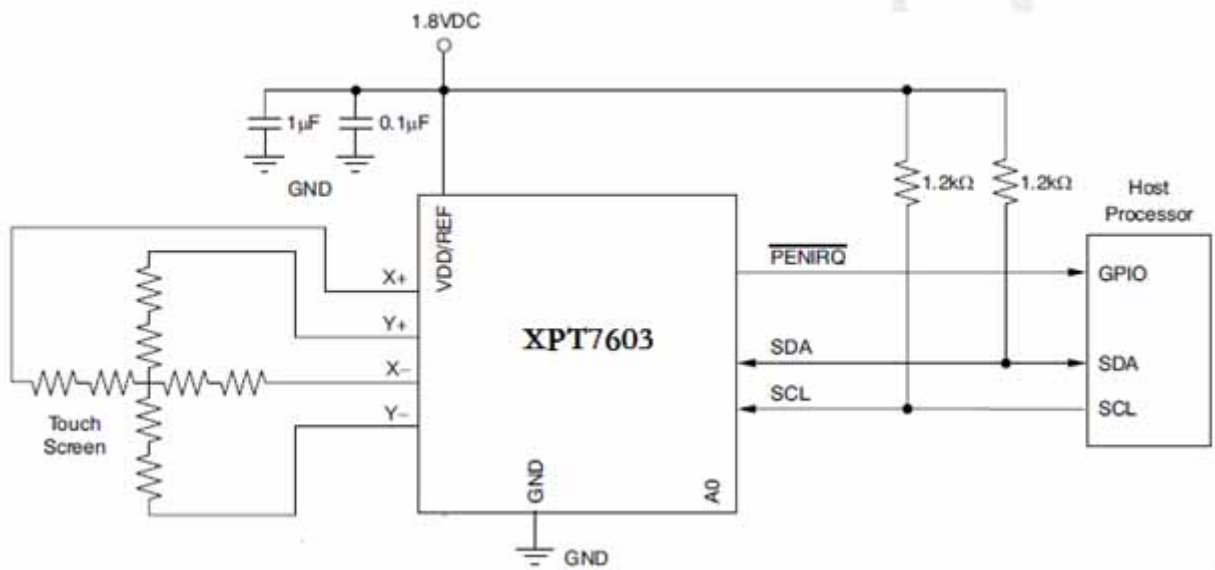 1.8VDC
1μF
0.1μF
GND
1.2kΩ
1.2kΩ
Host
Processor
VDD/REF
PENIRQ
GPIO
X+
Y+
XPT7603
X−
SDA
SDA
Y−
SCL
SCL
Touch
Screen
GND
A0
GND